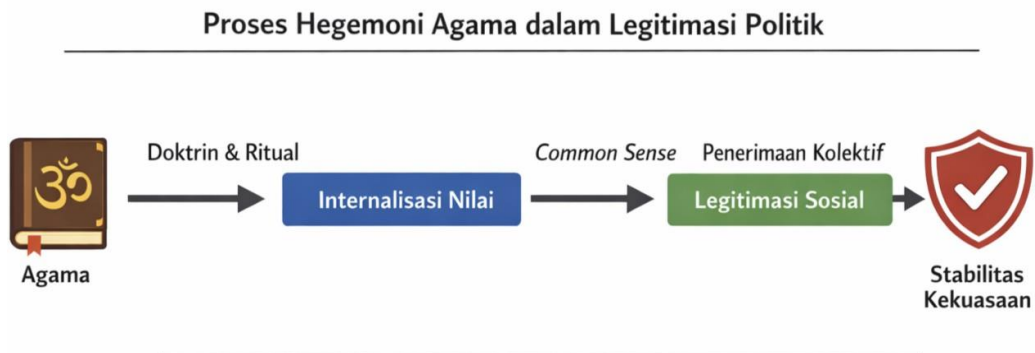 Proses Hegemoni Agama dalam Legitimasi Politik
Doktrin & Ritual
Common Sense
Penerimaan Kolektif
ॐ
Internalisasi Nilai
Legitimasi Sosial
Agama
Stabilitas
Kekuasaan